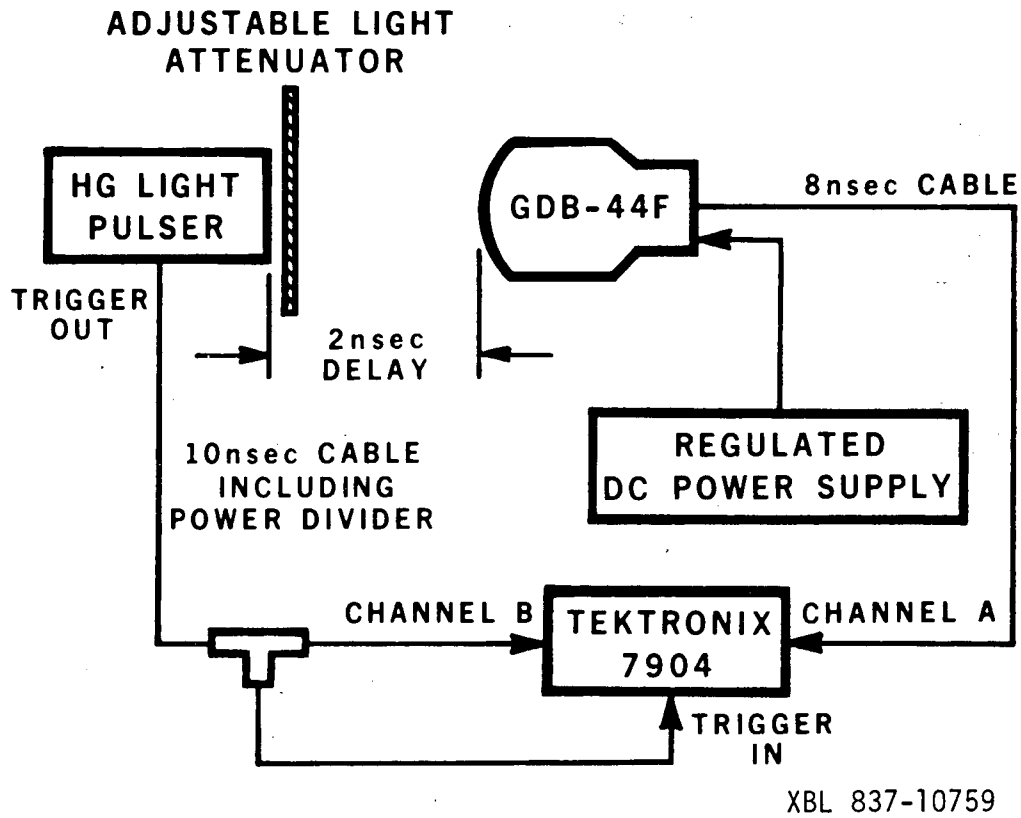 ADJUSTABLE LIGHT
ATTENUATOR
HG LIGHT
PULSER
GDB-44F
8nsec CABLE
TRIGGER
OUT
2nsec
DELAY
10nsec CABLE
INCLUDING
POWER DIVIDER
REGULATED
DC POWER SUPPLY
CHANNEL B
TEKTRONIX
7904
CHANNEL A
TRIGGER
IN
XBL 837-10759